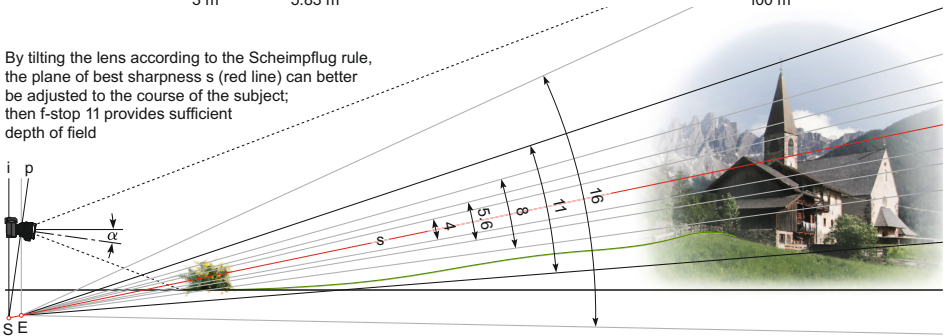 3 m 5.83 m 100 m
By tilting the lens according to the Scheimpflug rule,
the plane of best sharpness s (red line) can better
be adjusted to the course of the subject;
then f-stop 11 provides sufficient
depth of field
i p
α
s 4 5,6 8 11 16
S E